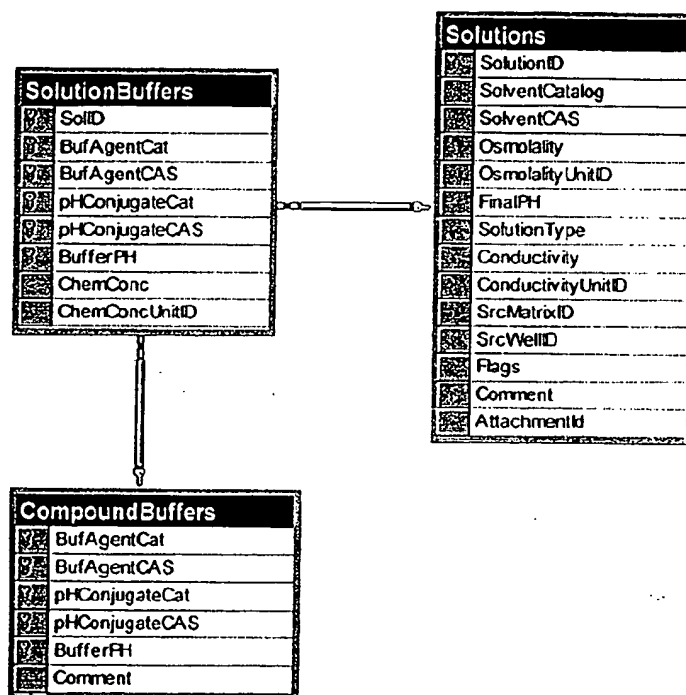 Solutions
SolutionID
SolventCatalog
SolventCAS
Osmolality
OsmolalityUnitID
FinalPH
SolutionType
Conductivity
ConductivityUnitID
SrcMatrixID
SrcWellID
Flags
Comment
AttachmentId
SolutionBuffers
SolID
BufAgentCat
BufAgentCAS
pHConjugateCat
pHConjugateCAS
BufferPH
ChemConc
ChemConcUnitID
CompoundBuffers
BufAgentCat
BufAgentCAS
pHConjugateCat
pHConjugateCAS
BufferPH
Comment